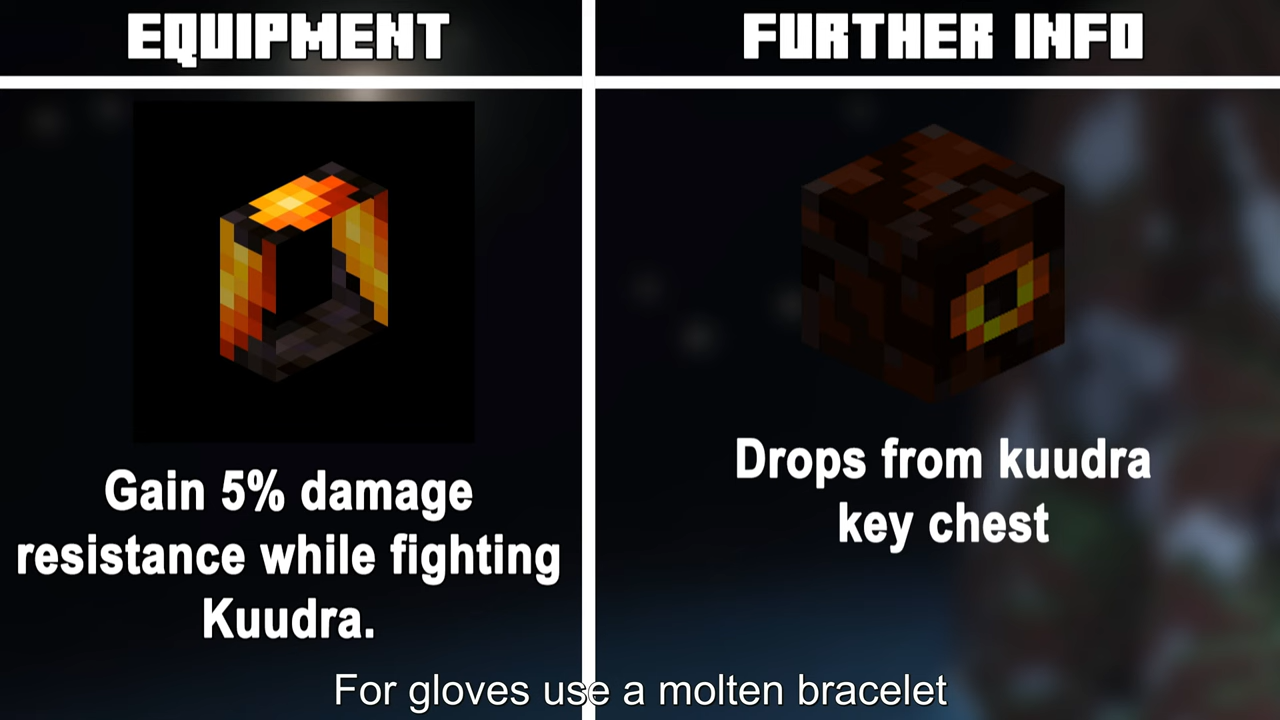 EQUIPMENT
FURTHER INFO
Gain 5% damage
resistance while fighting
Kuudra.
Drops from kuudra
key chest
For gloves use a molten bracelet